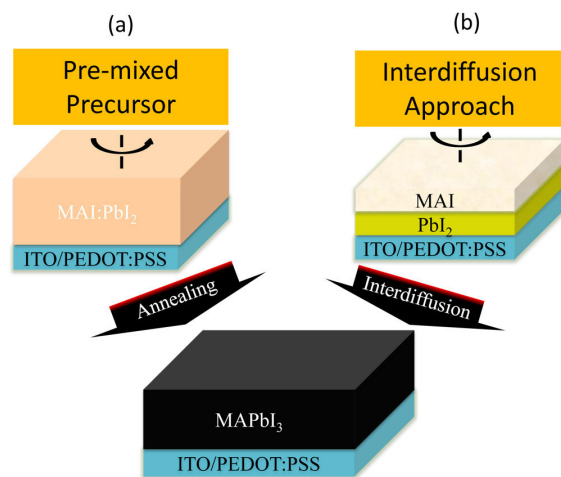 (a)
Pre-mixed
Precursor
MAI:PbI₂
ITO/PEDOT:PSS
Annealing
(b)
Interdiffusion
Approach
MAI
PbI₂
ITO/PEDOT:PSS
Interdiffusion
MAPbI₃
ITO/PEDOT:PSS